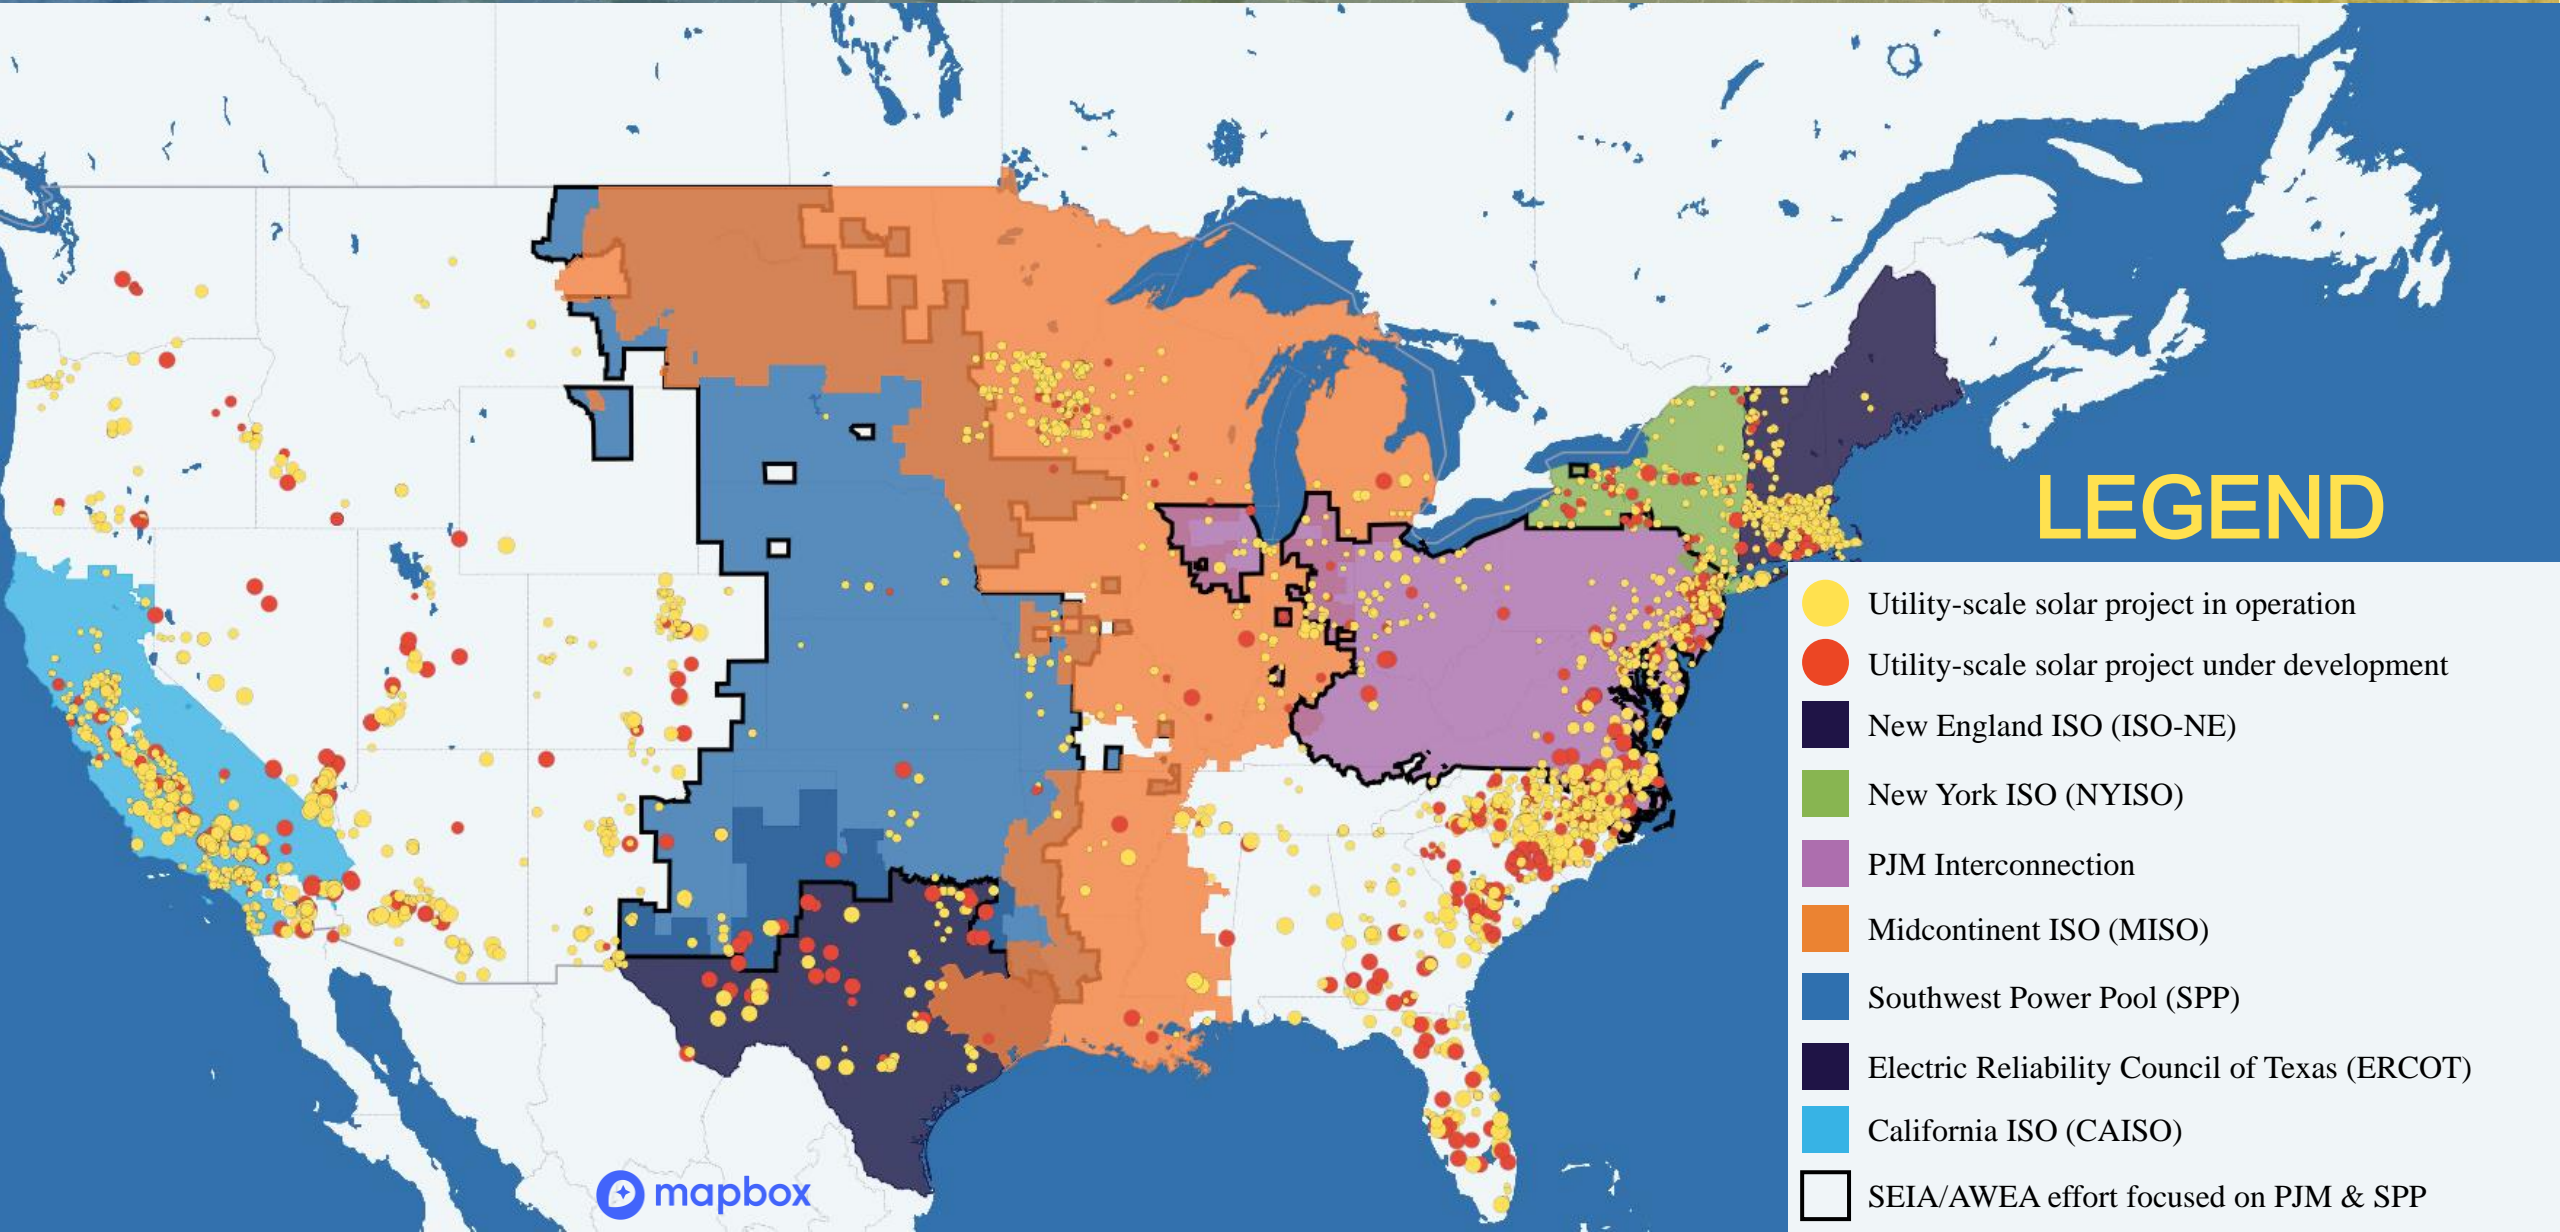 LEGEND
Utility-scale solar project in operation
Utility-scale solar project under development
New England ISO (ISO-NE)
New York ISO (NYISO)
PJM Interconnection
Midcontinent ISO (MISO)
Southwest Power Pool (SPP)
Electric Reliability Council of Texas (ERCOT)
California ISO (CAISO)
SEIA/AWEA effort focused on PJM & SPP
mapbox